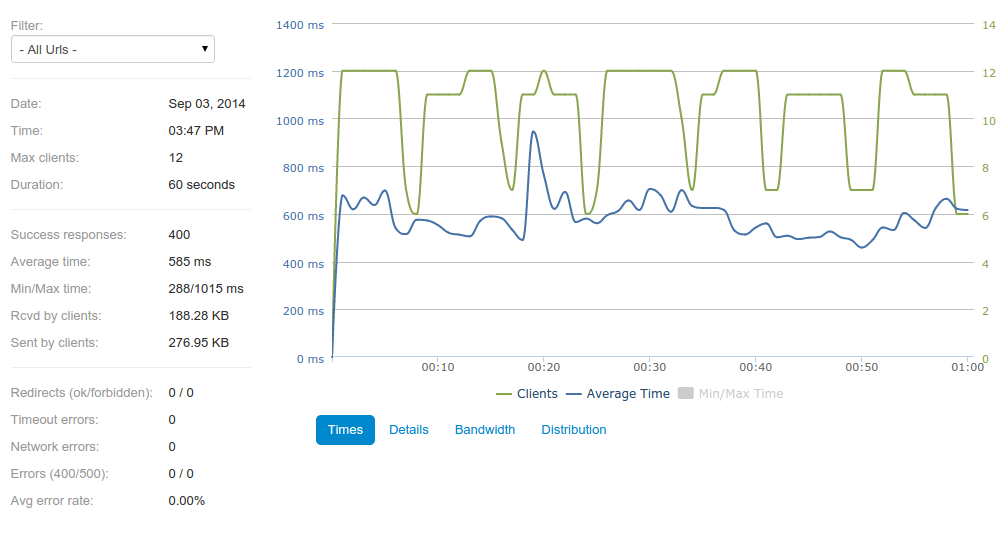 Filter:
- All Urls -
Date: Sep 03, 2014
Time: 03:47 PM
Max clients: 12
Duration: 60 seconds
Success responses: 400
Average time: 585 ms
Min/Max time: 288/1015 ms
Rcvd by clients: 188.28 KB
Sent by clients: 276.95 KB
Redirects (ok/forbidden): 0 / 0
Timeout errors: 0
Network errors: 0
Errors (400/500): 0 / 0
Avg error rate: 0.00%
1400 ms 14
1200 ms 12
1000 ms 10
800 ms 8
600 ms 6
400 ms 4
200 ms 2
0 ms 0
00:10 00:20 00:30 00:40 00:50 01:00
Clients Average Time Min/Max Time
Times Details Bandwidth Distribution